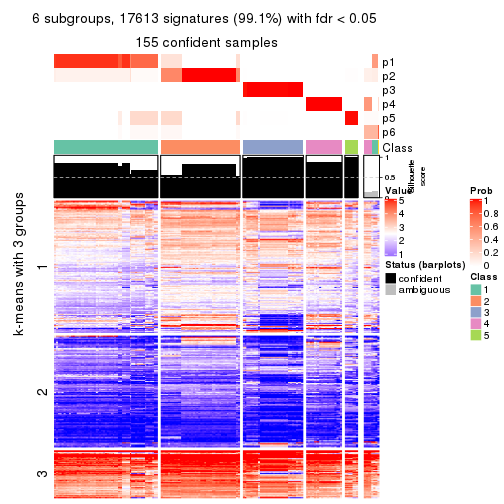 6 subgroups, 17613 signatures (99.1%) with fdr < 0.05
155 confident samples
p1
p2
p3
p4
p5
p6
Class
1
0.5
0
Silhouette
score
k-means with 3 groups
1
2
3
Value
5
4
3
2
1
Status (barplots)
confident
ambiguous
Prob
1
0.8
0.6
0.4
0.2
0
Class
1
2
3
4
5